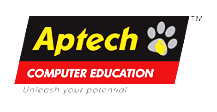 Aptech
TM
COMPUTER EDUCATION
Unleash your potential